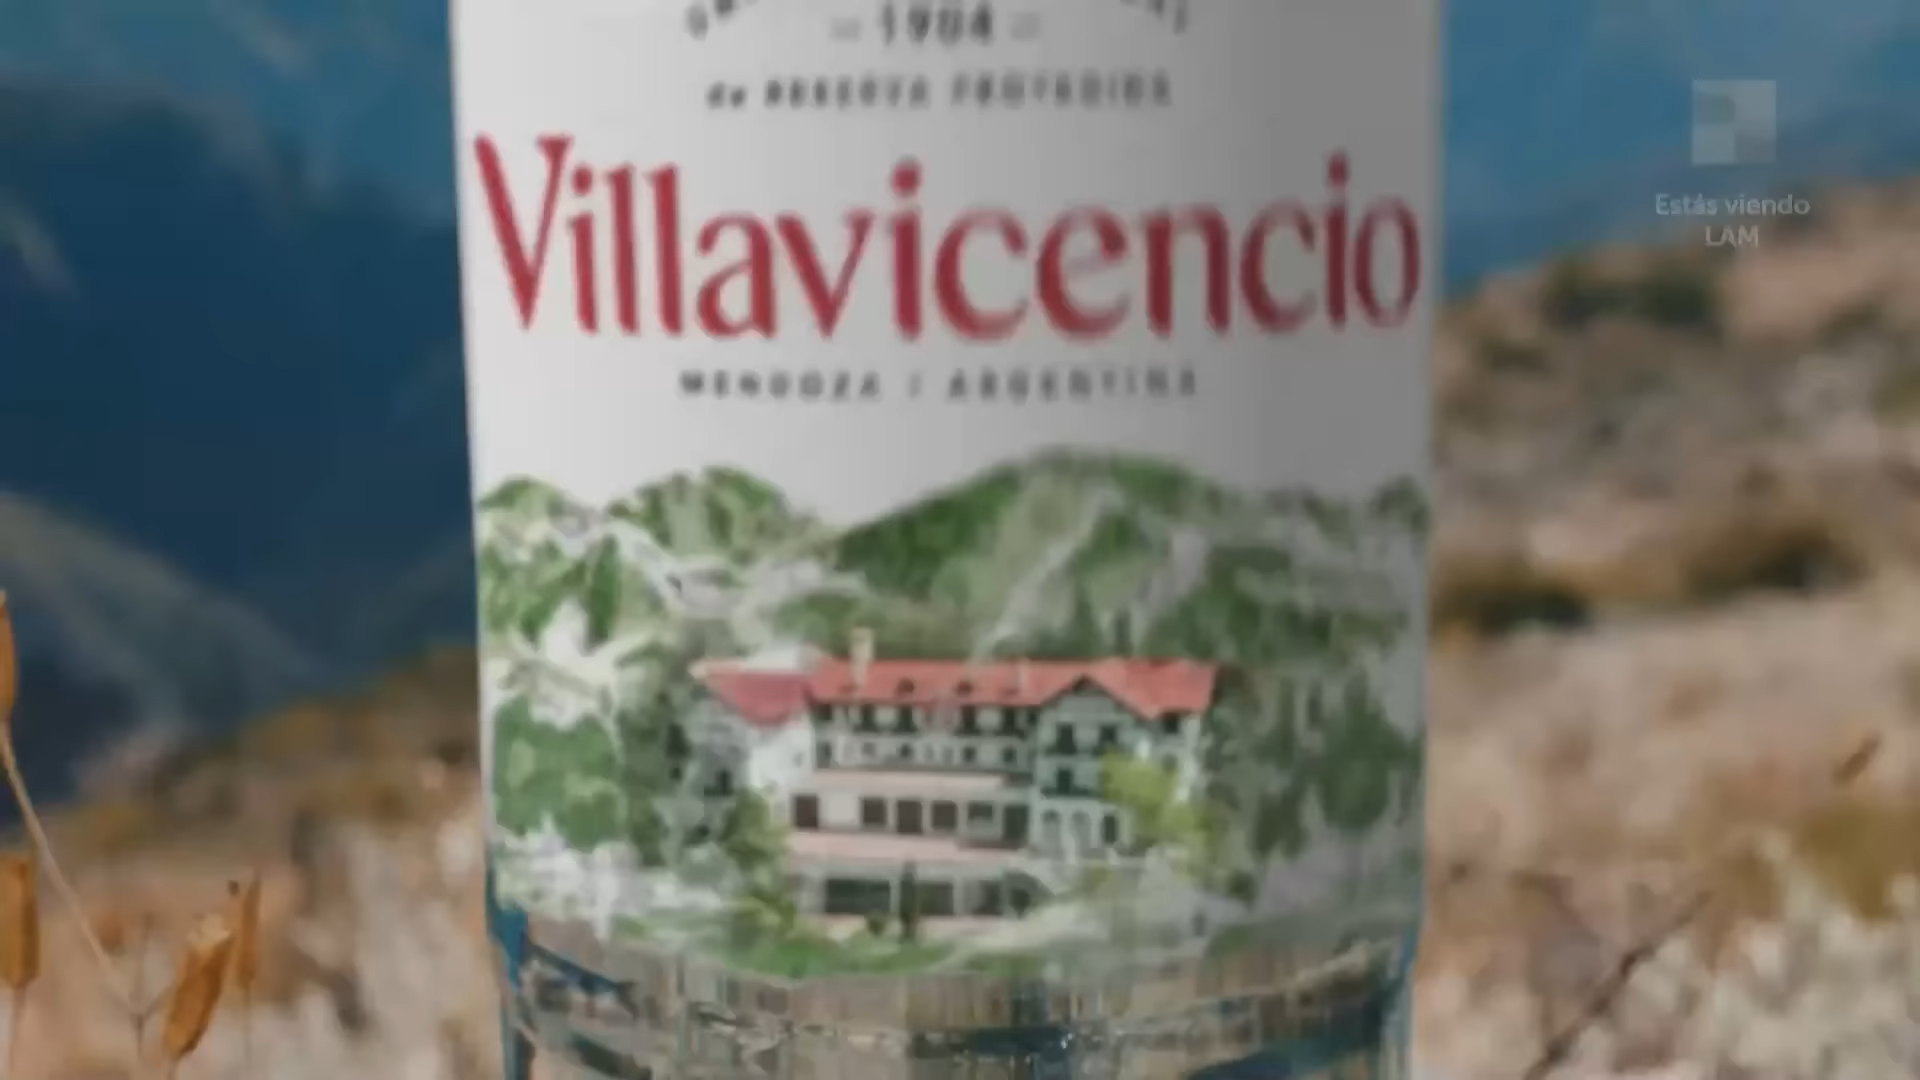 – 1904 –
de RESERVA PROTEGIDA
Villavicencio
MENDOZA / ARGENTINA
Estás viendo
LAM